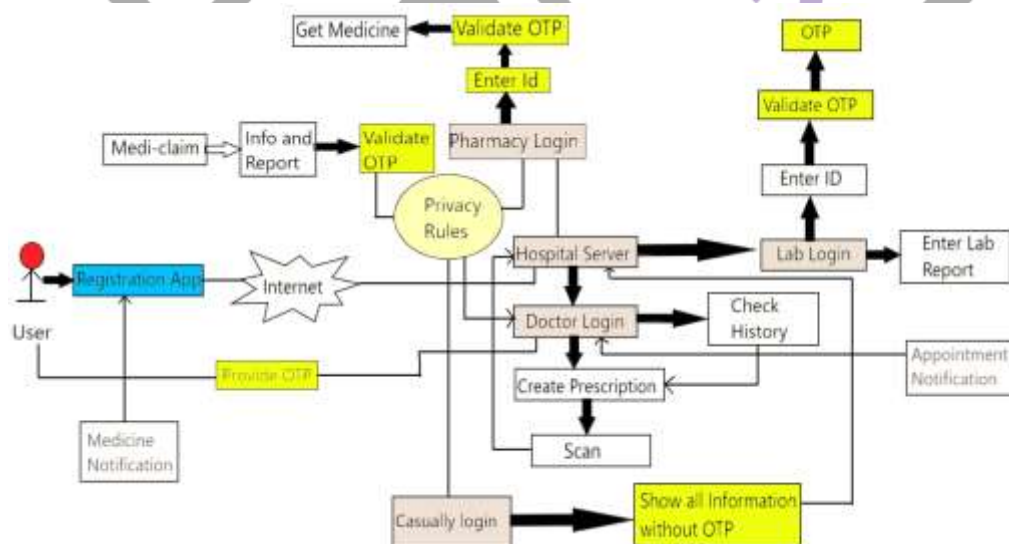 Get Medicine
Validate OTP
OTP
Enter Id
Validate OTP
Medi-claim
Info and
Report
Validate
OTP
Pharmacy Login
Enter ID
Privacy
Rules
Hospital Server
Lab Login
Enter Lab
Report
Registration App
Internet
User
Doctor Login
Check
History
Provide OTP
Create Prescription
Appointment
Notification
Medicine
Notification
Scan
Casually login
Show all Information
without OTP